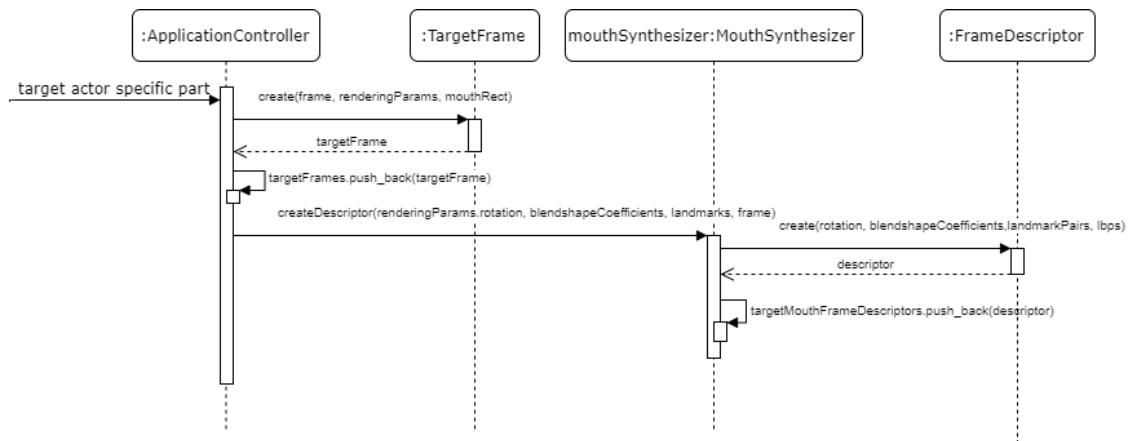 :ApplicationController
:TargetFrame
mouthSynthesizer:MouthSynthesizer
:FrameDescriptor
target actor specific part
create(frame, renderingParams, mouthRect)
targetFrame
targetFrames.push_back(targetFrame)
createDescriptor(renderingParams.rotation, blendshapeCoefficients, landmarks, frame)
create(rotation, blendshapeCoefficients,landmarkPairs, lbps)
descriptor
targetMouthFrameDescriptors.push_back(descriptor)